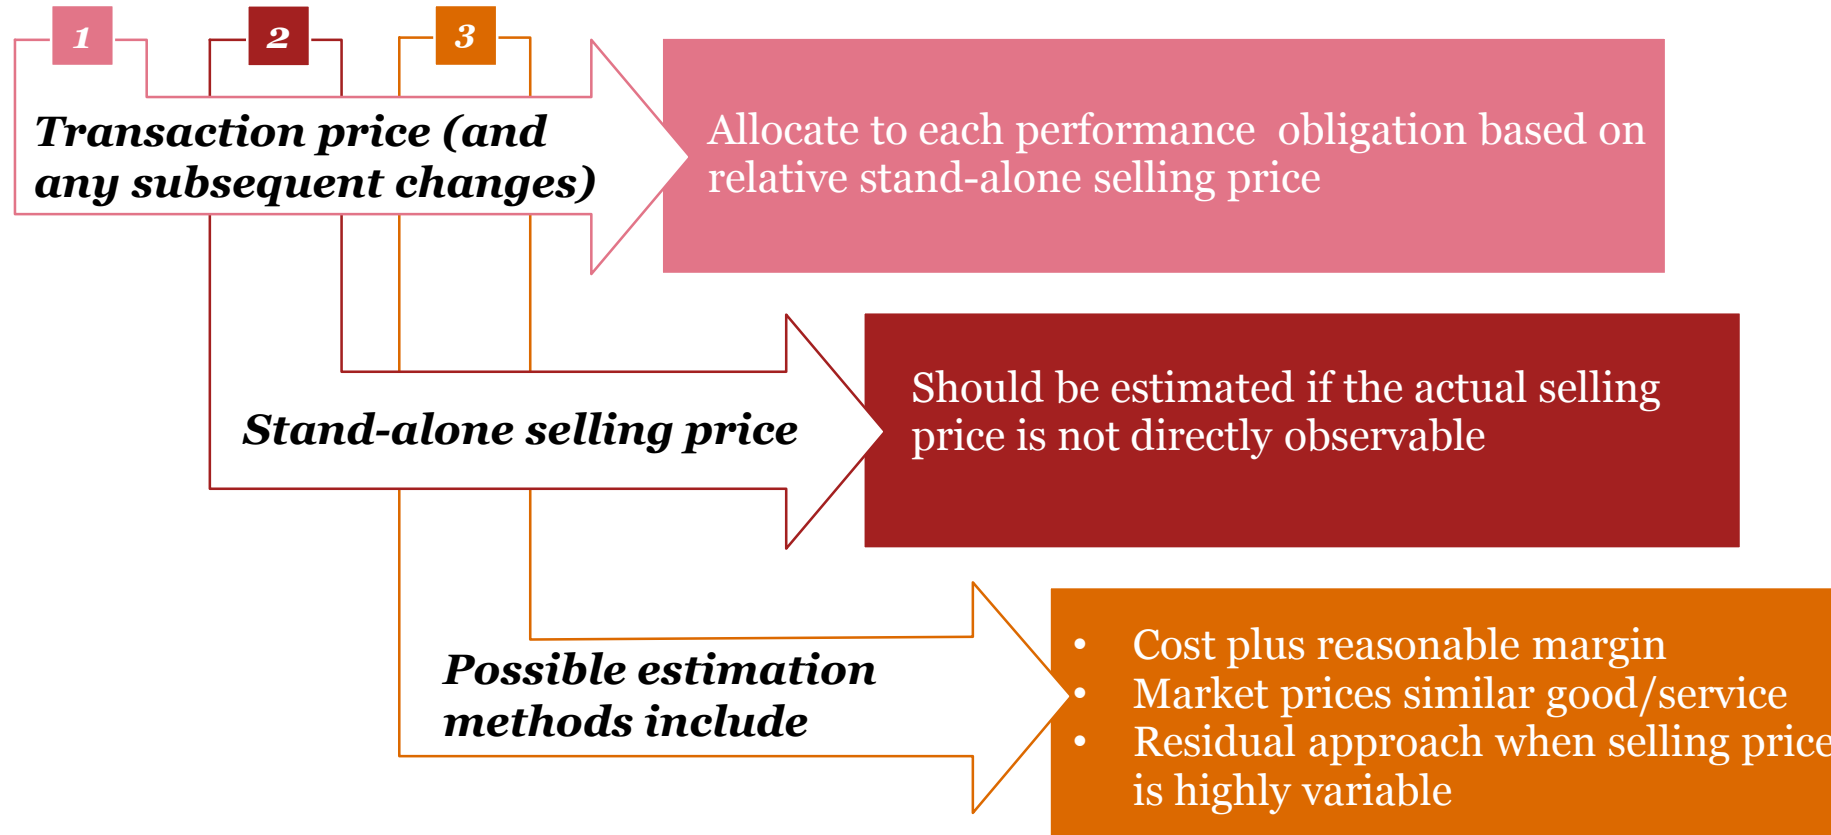 1
2
3
Transaction price (and
any subsequent changes)
Allocate to each performance  obligation based on
relative stand-alone selling price
Stand-alone selling price
Should be estimated if the actual selling
price is not directly observable
Possible estimation
methods include
• Cost plus reasonable margin
• Market prices similar good/service
• Residual approach when selling price
is highly variable